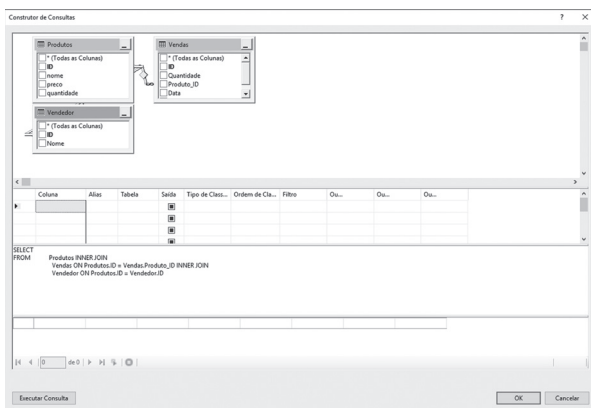 Construtor de Consultas ? X
Produtos
* (Todas as Colunas)
ID
nome
preco
quantidade
Vendas
* (Todas as Colunas)
ID
Quantidade
Produto_ID
Data
Vendedor
* (Todas as Colunas)
ID
Nome
Coluna Alias Tabela Saída Tipo de Class... Ordem de Cla... Filtro Ou... Ou... Ou...
SELECT
FROM Produtos INNER JOIN
Vendas ON Produtos.ID = Vendas.Produto_ID INNER JOIN
Vendedor ON Produtos.ID = Vendedor.ID
0 de 0
Executar Consulta OK Cancelar